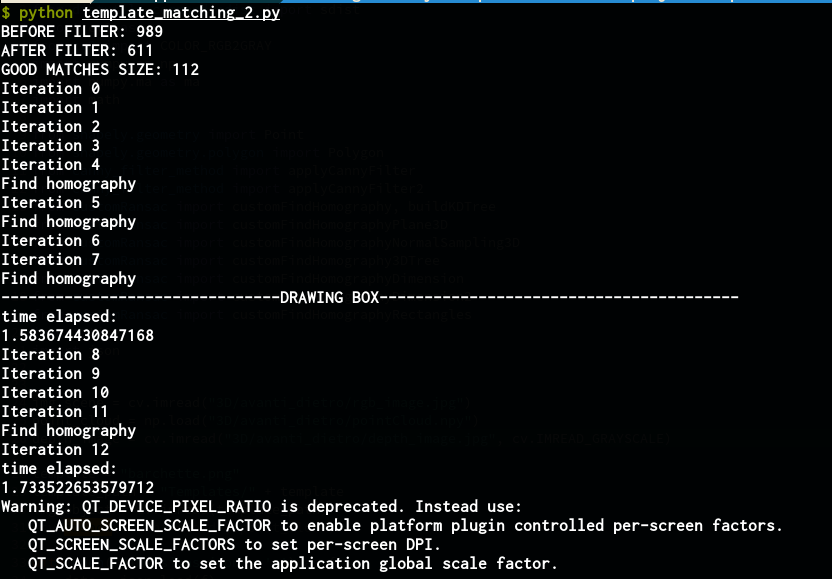 $ python template_matching_2.py
BEFORE FILTER: 989
AFTER FILTER: 611
GOOD MATCHES SIZE: 112
Iteration 0
Iteration 1
Iteration 2
Iteration 3
Iteration 4
Find homography
Iteration 5
Find homography
Iteration 6
Iteration 7
Find homography
-------------------------------DRAWING BOX----------------------------------------
time elapsed:
1.583674430847168
Iteration 8
Iteration 9
Iteration 10
Iteration 11
Find homography
Iteration 12
time elapsed:
1.733522653579712
Warning: QT_DEVICE_PIXEL_RATIO is deprecated. Instead use:
   QT_AUTO_SCREEN_SCALE_FACTOR to enable platform plugin controlled per-screen factors.
   QT_SCREEN_SCALE_FACTORS to set per-screen DPI.
   QT_SCALE_FACTOR to set the application global scale factor.